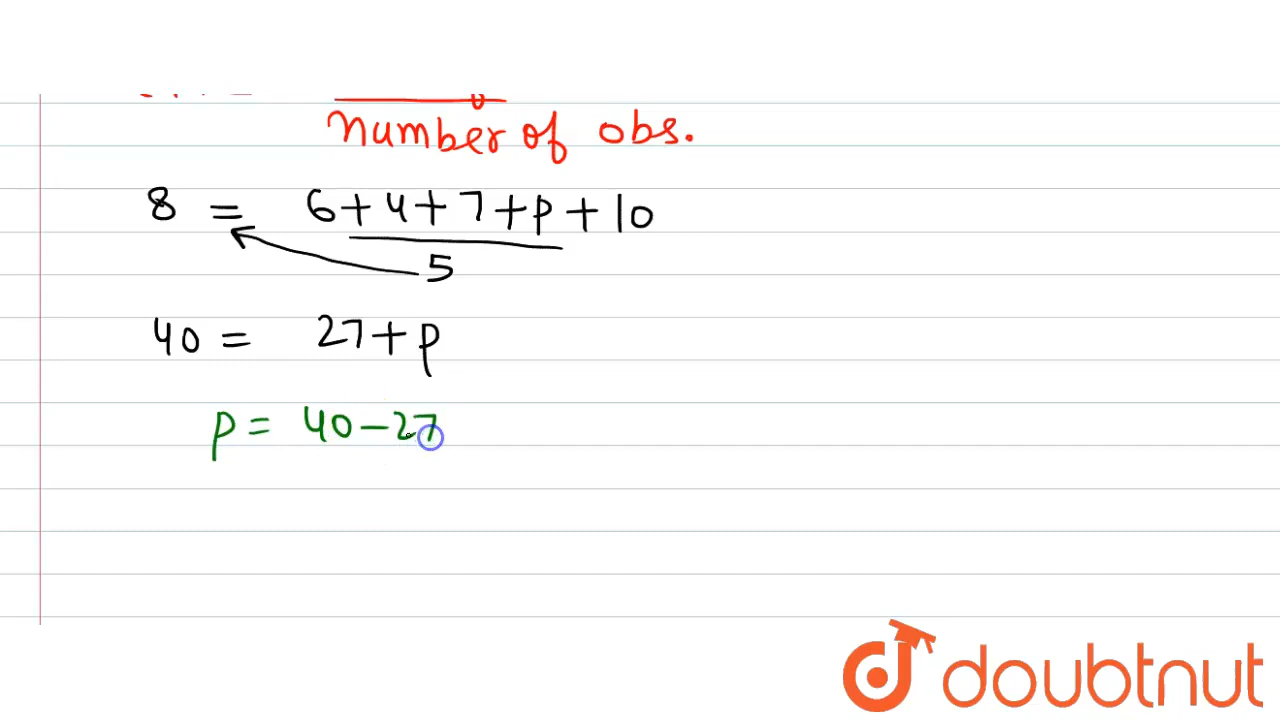 number of obs.
8 = 6+4+7+p+10
5
40 = 27+p
p = 40-27
doubtnut